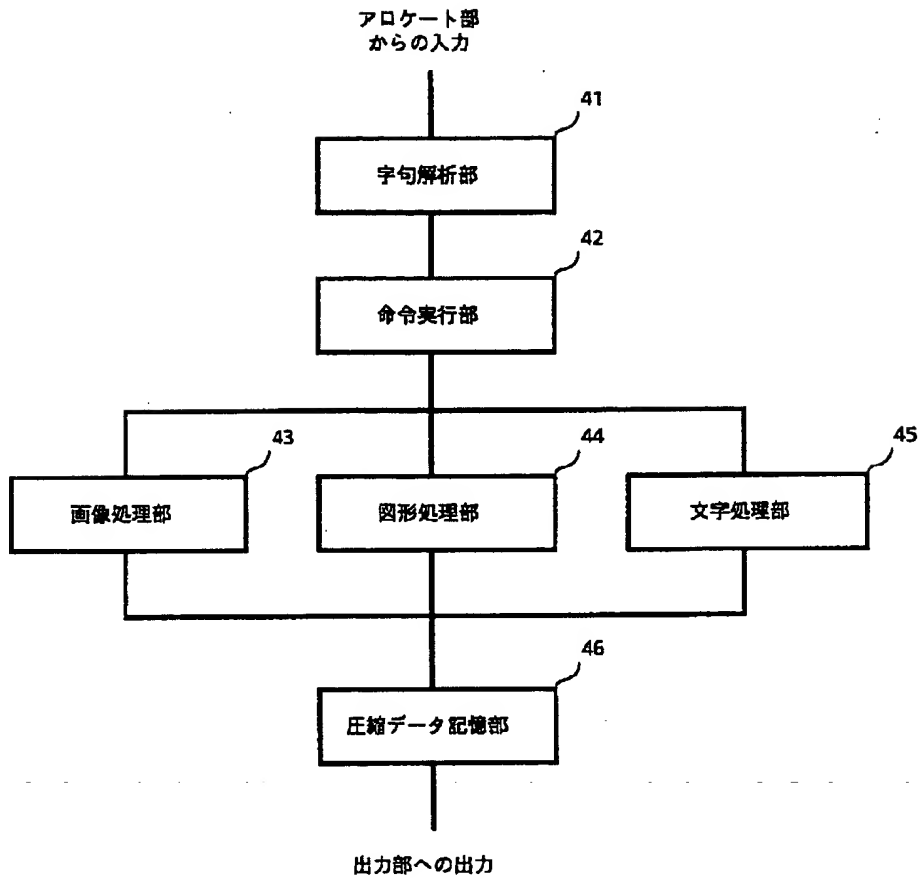 アロケート部
からの入力
41
字句解析部
42
命令実行部
43
44
45
画像処理部
図形処理部
文字処理部
46
圧縮データ記憶部
出力部への出力